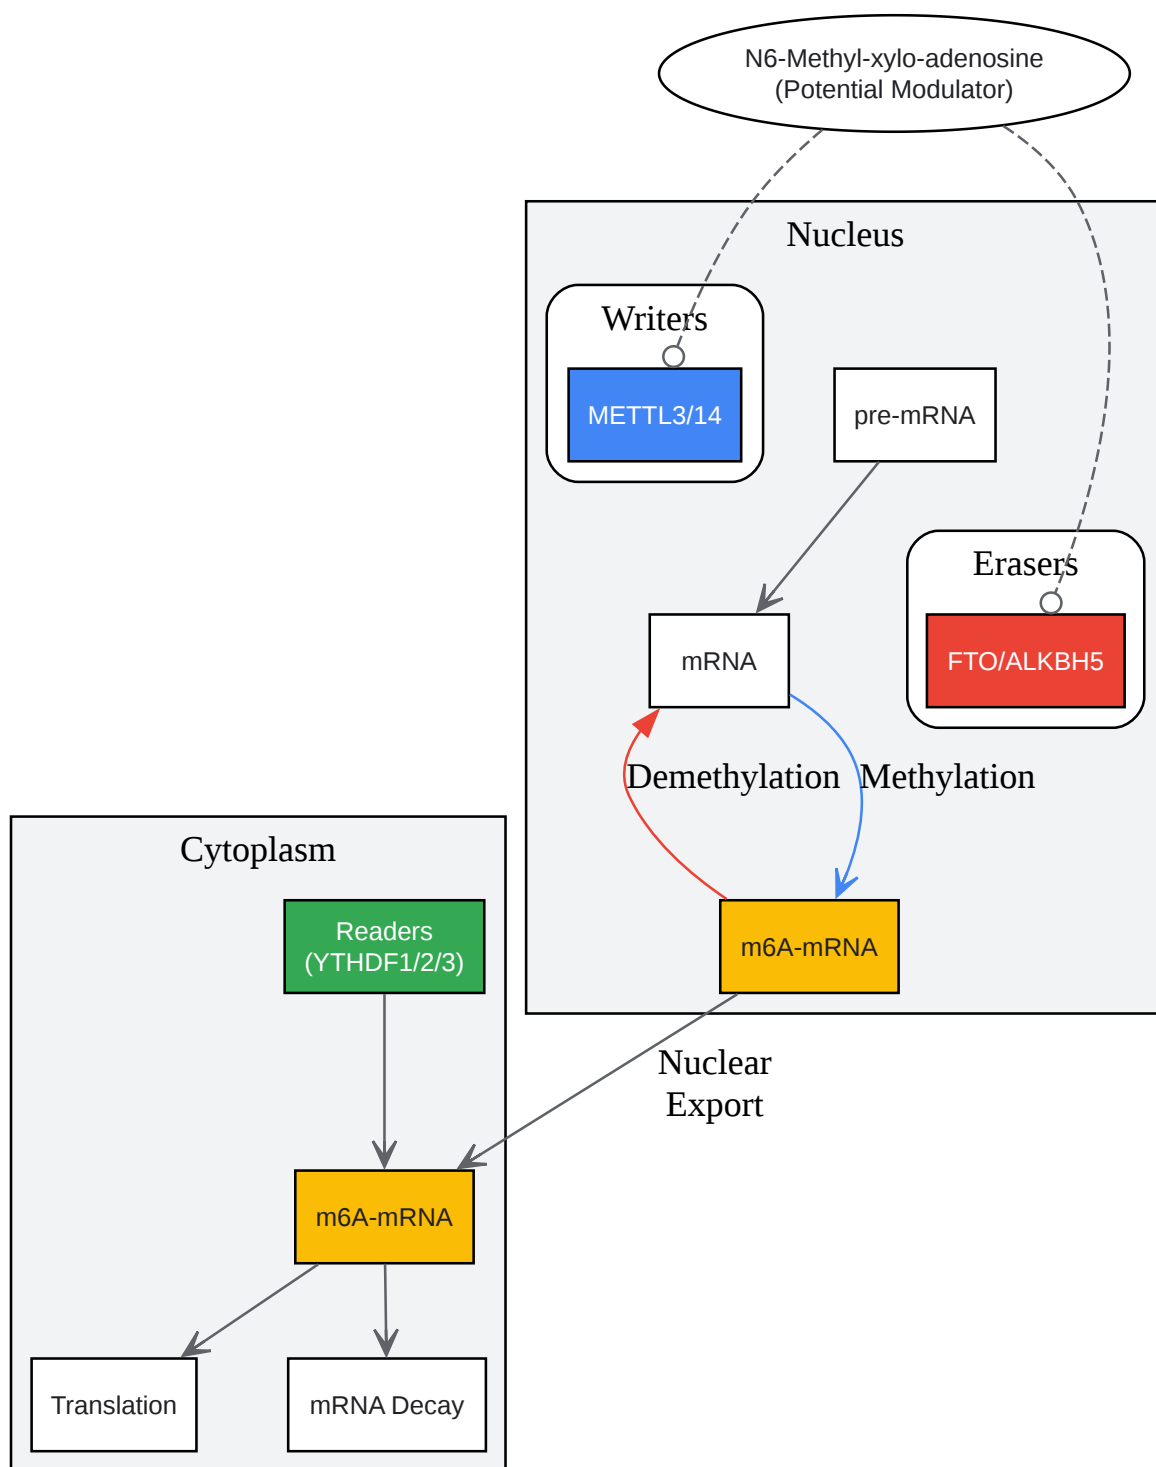 N6-Methyl-xylo-adenosine
(Potential Modulator)
Nucleus
Writers
METTL3/14
pre-mRNA
Erasers
mRNA
FTO/ALKBH5
Demethylation
Methylation
Cytoplasm
Readers
(YTHDF1/2/3)
m6A-mRNA
Nuclear
Export
m6A-mRNA
Translation
mRNA Decay